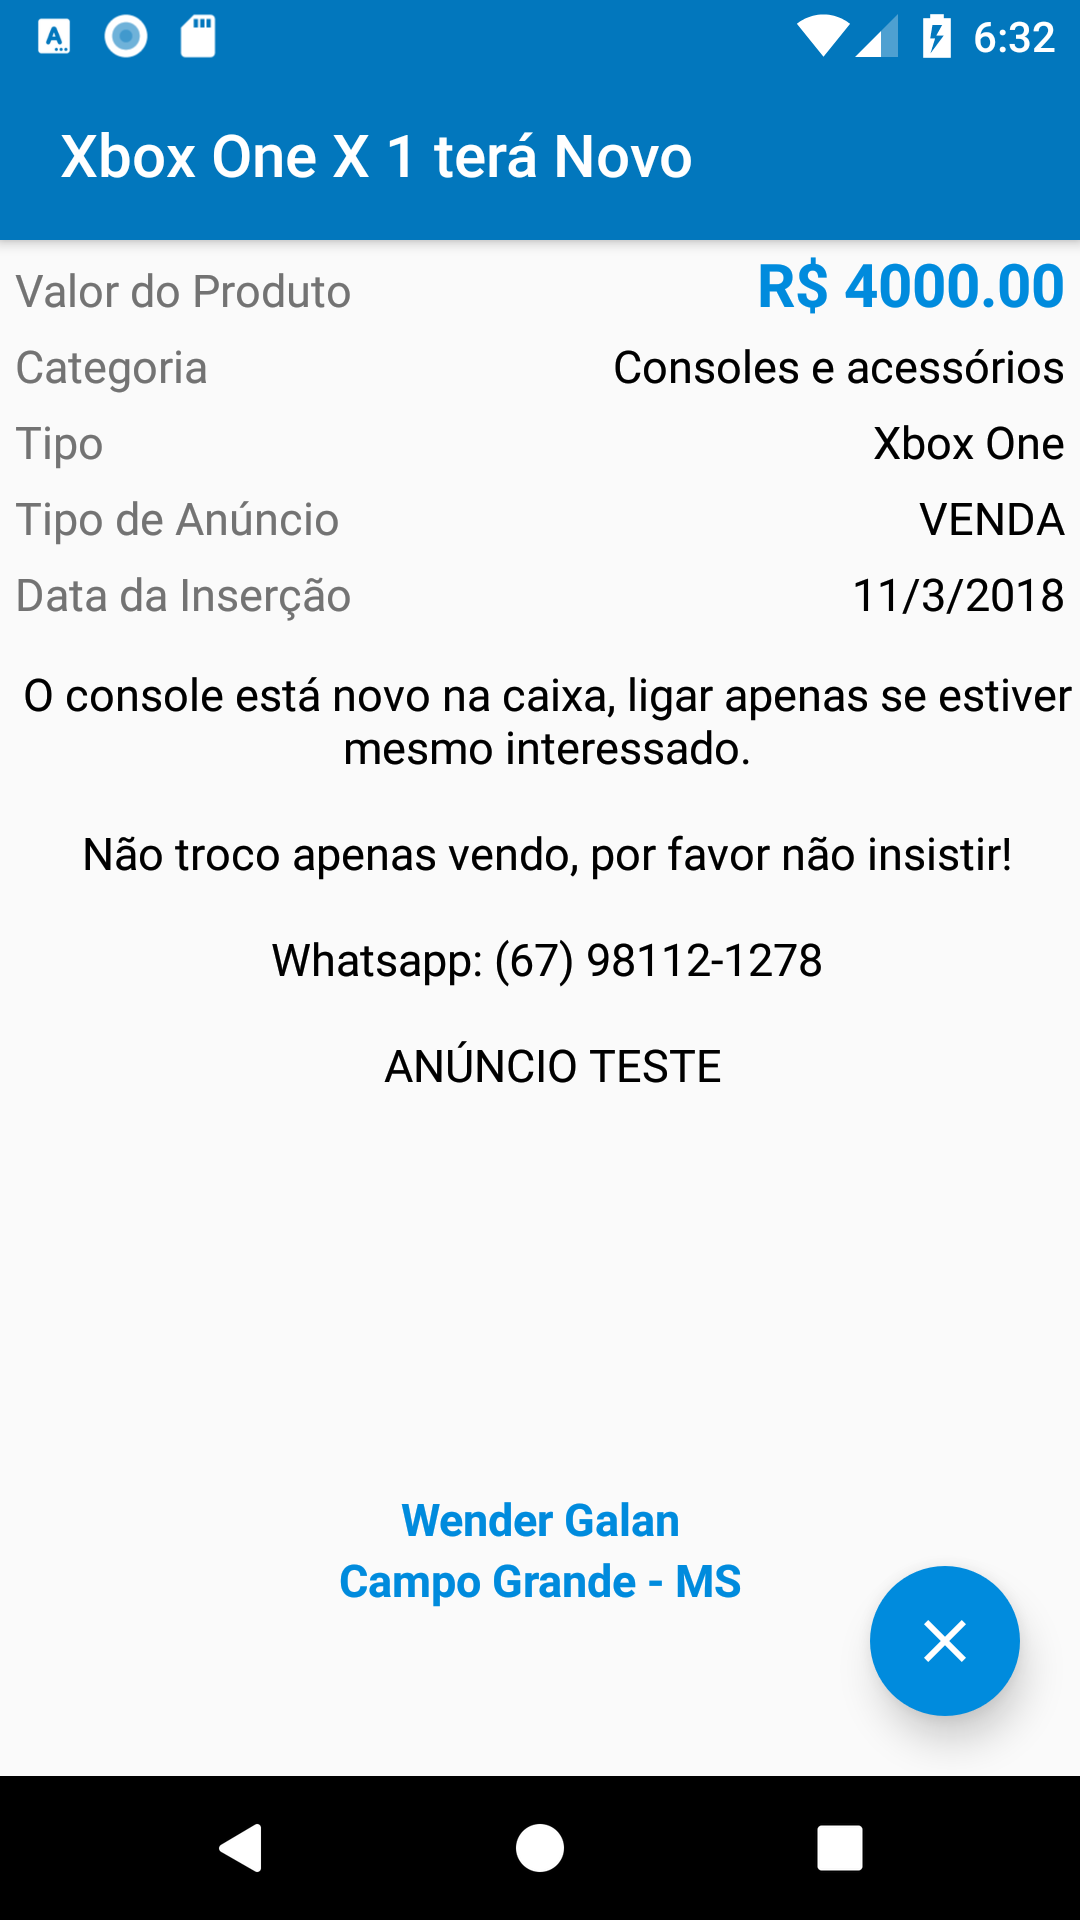 6:32
Xbox One X 1 terá Novo
Valor do Produto R$ 4000.00
Categoria Consoles e acessórios
Tipo Xbox One
Tipo de Anúncio VENDA
Data da Inserção 11/3/2018
O console está novo na caixa, ligar apenas se estiver
mesmo interessado.
Não troco apenas vendo, por favor não insistir!
Whatsapp: (67) 98112-1278
ANÚNCIO TESTE
Wender Galan
Campo Grande - MS